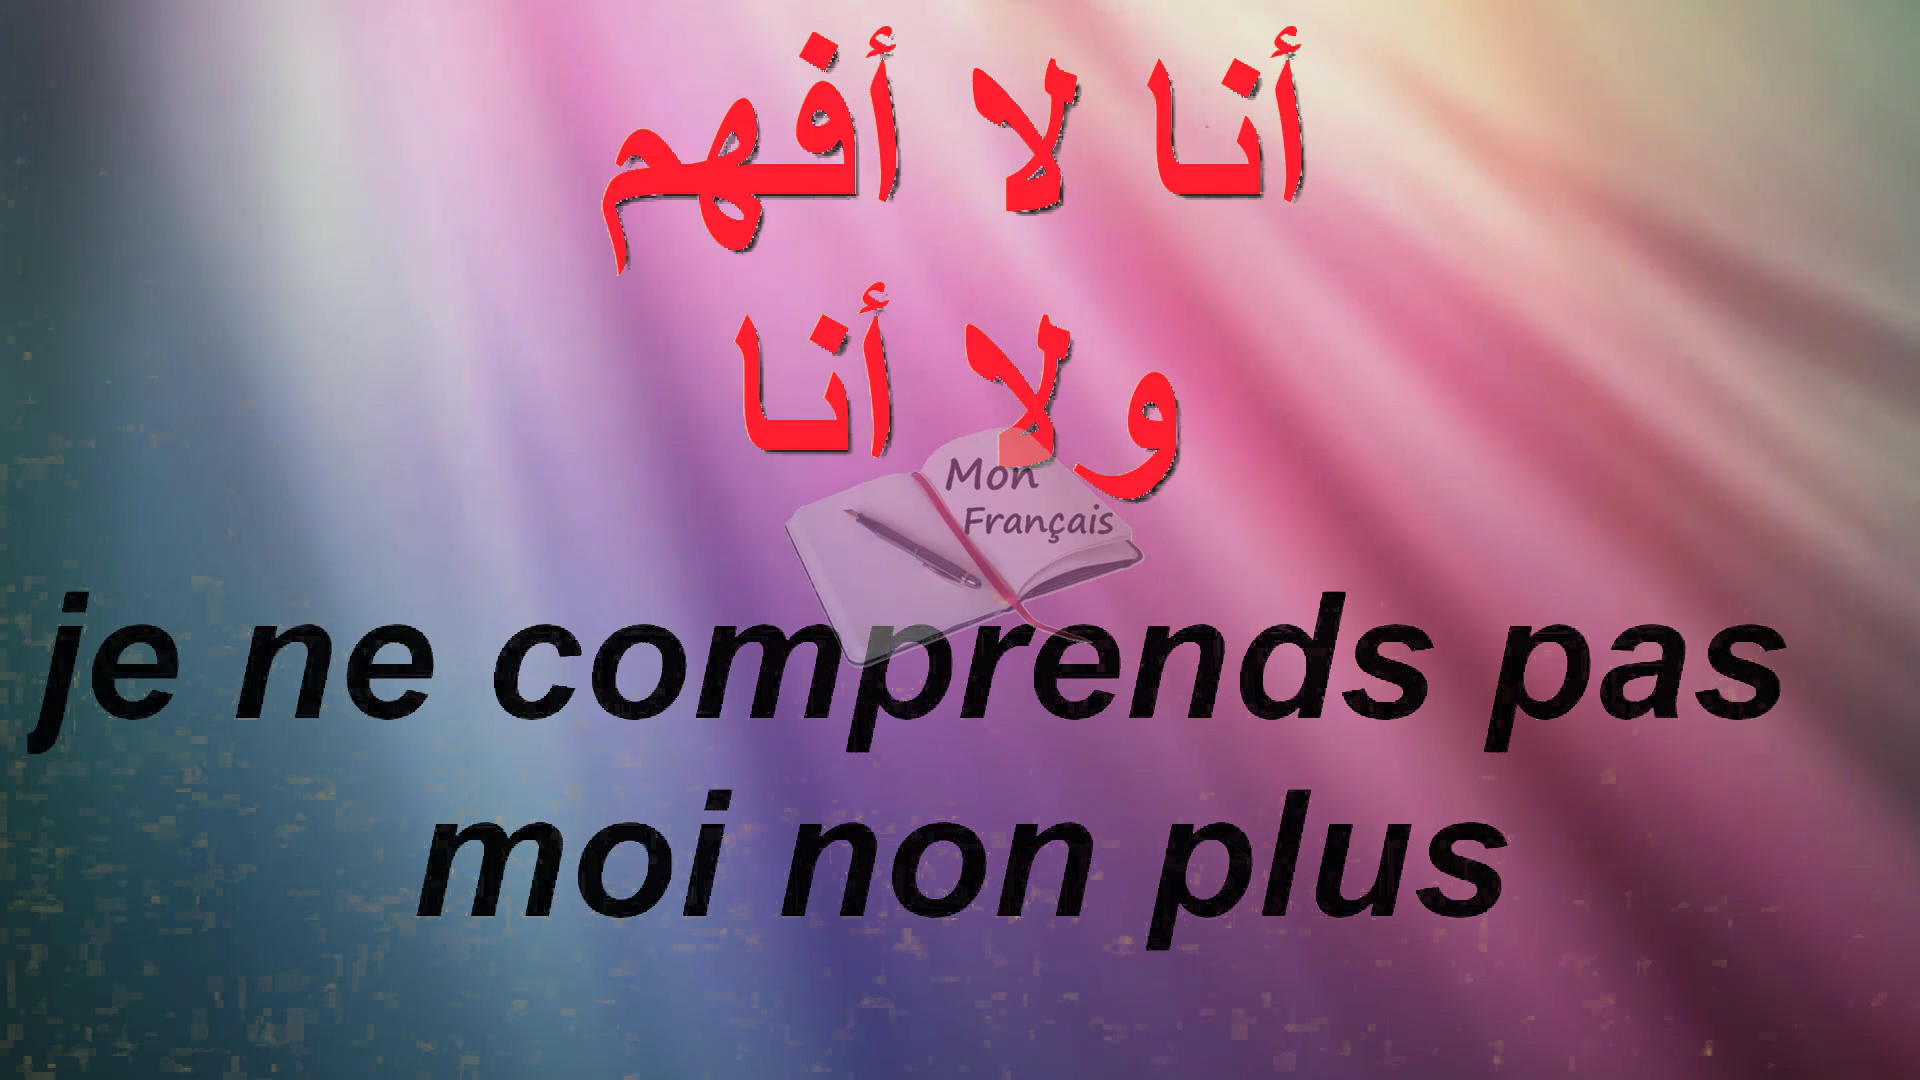 أنا لا أفهم
ولا أنا
Mon
Français
je ne comprends pas
moi non plus